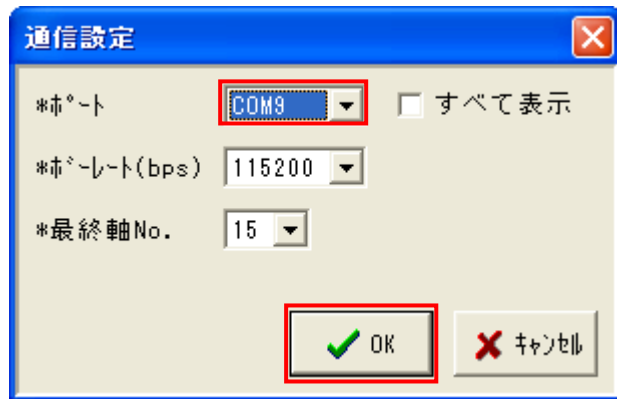 通信設定
*ﾎﾟｰﾄ COM9 すべて表示
*ﾎﾞｰﾚｰﾄ(bps) 115200
*最終軸No. 15
OK ｷｬﾝｾﾙ